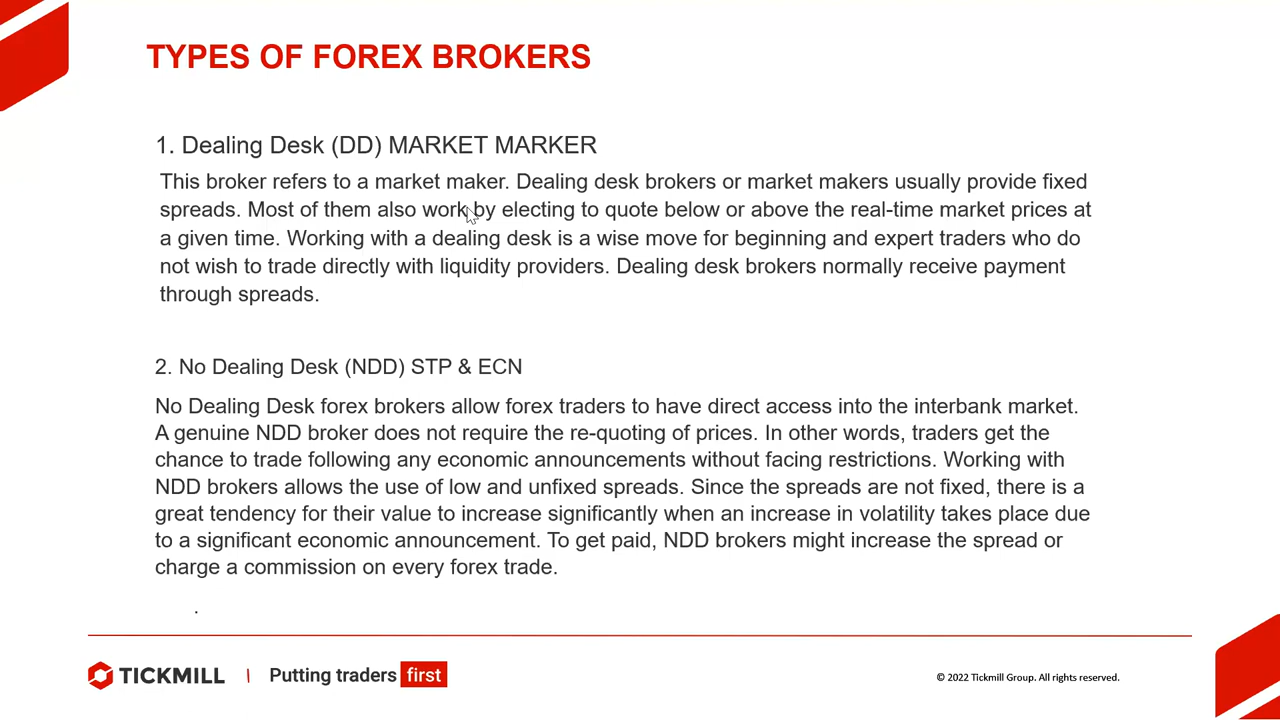 TYPES OF FOREX BROKERS
1. Dealing Desk (DD) MARKET MARKER
This broker refers to a market maker. Dealing desk brokers or market makers usually provide fixed
spreads. Most of them also work by electing to quote below or above the real-time market prices at
a given time. Working with a dealing desk is a wise move for beginning and expert traders who do
not wish to trade directly with liquidity providers. Dealing desk brokers normally receive payment
through spreads.
2. No Dealing Desk (NDD) STP & ECN
No Dealing Desk forex brokers allow forex traders to have direct access into the interbank market.
A genuine NDD broker does not require the re-quoting of prices. In other words, traders get the
chance to trade following any economic announcements without facing restrictions. Working with
NDD brokers allows the use of low and unfixed spreads. Since the spreads are not fixed, there is a
great tendency for their value to increase significantly when an increase in volatility takes place due
to a significant economic announcement. To get paid, NDD brokers might increase the spread or
charge a commission on every forex trade.
.
TICKMILL | Putting traders first
© 2022 Tickmill Group. All rights reserved.